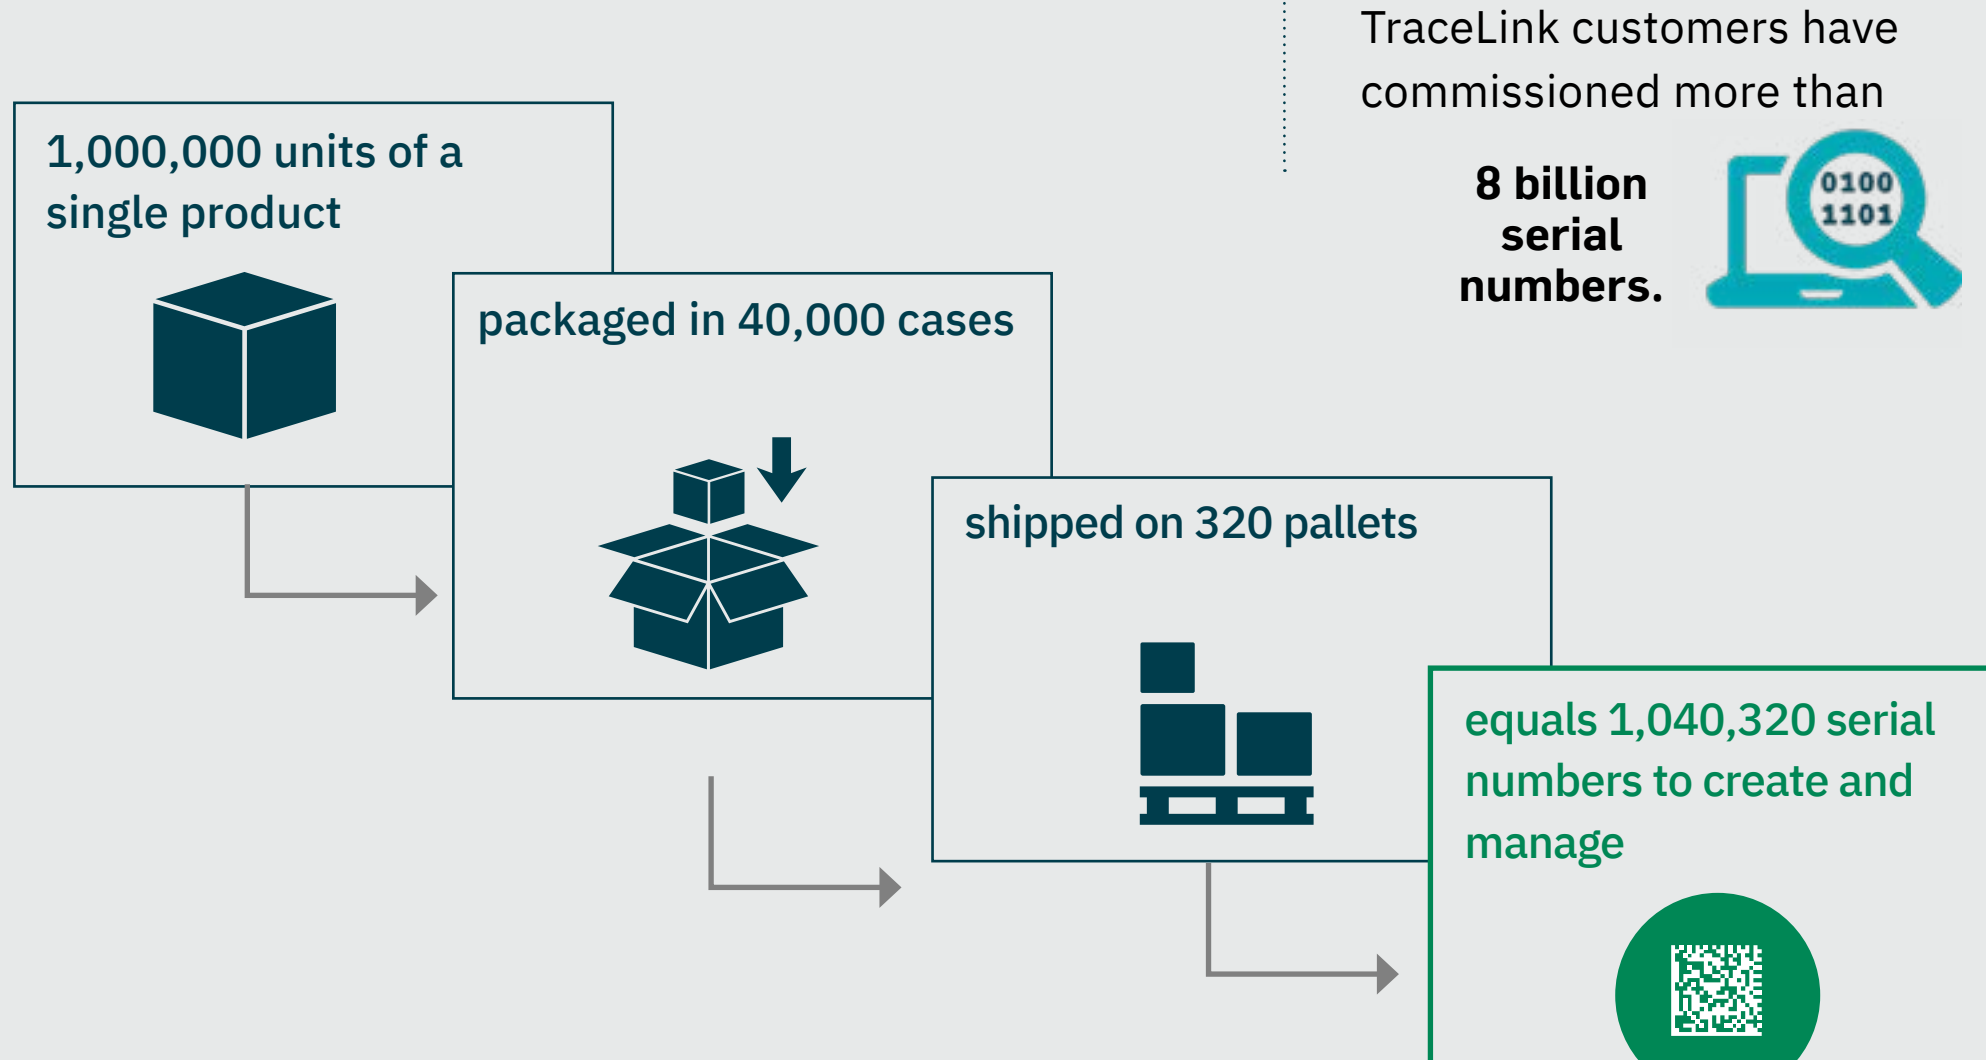 TraceLink customers have
commissioned more than
8 billion
serial
numbers.
0100
1101
1,000,000 units of a
single product
packaged in 40,000 cases
shipped on 320 pallets
equals 1,040,320 serial
numbers to create and
manage